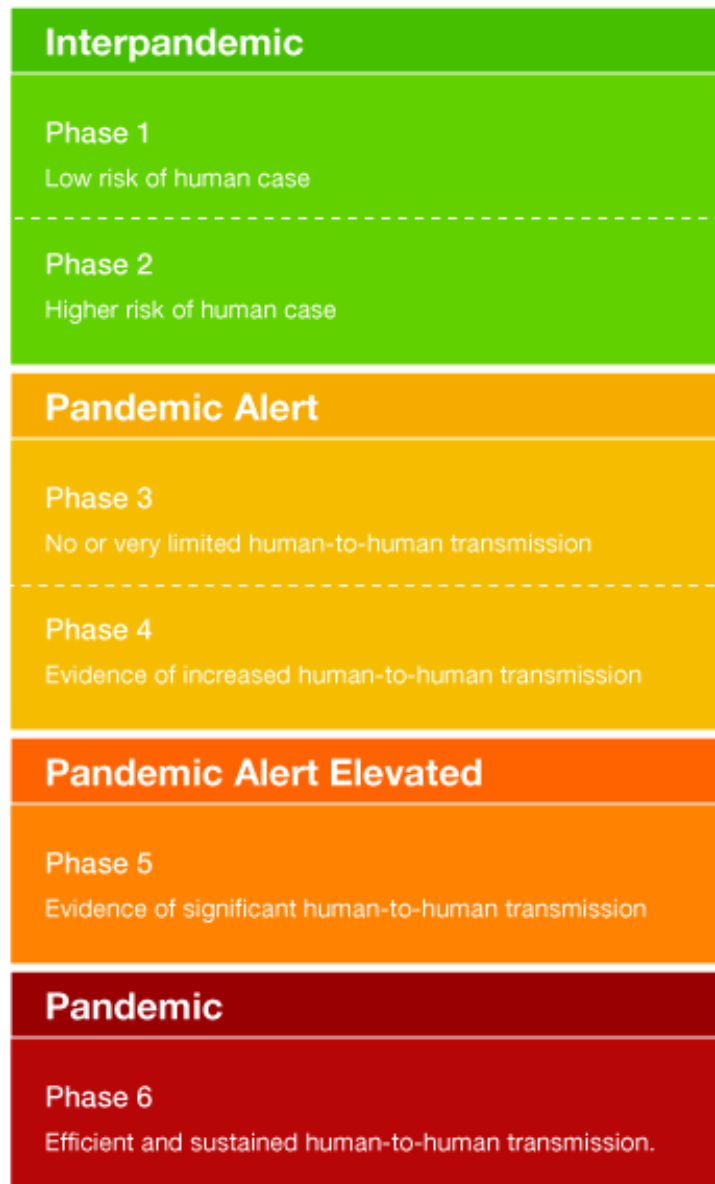 Interpandemic
Phase 1
Low risk of human case
Phase 2
Higher risk of human case
Pandemic Alert
Phase 3
No or very limited human-to-human transmission
Phase 4
Evidence of increased human-to-human transmission
Pandemic Alert Elevated
Phase 5
Evidence of significant human-to-human transmission
Pandemic
Phase 6
Efficient and sustained human-to-human transmission.